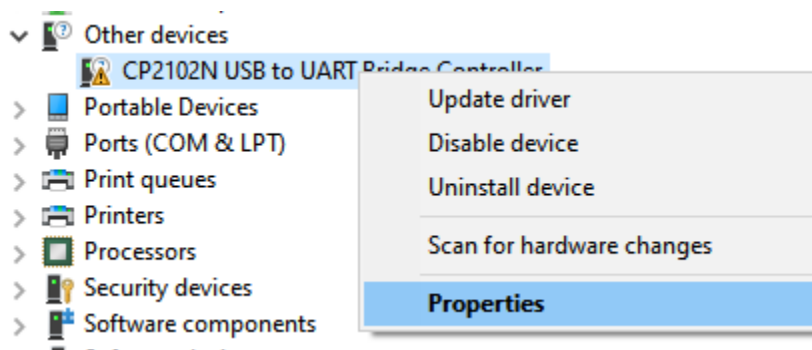 Other devices
CP2102N USB to UART Bridge Controller
Portable Devices
Ports (COM & LPT)
Print queues
Printers
Processors
Security devices
Software components
Update driver
Disable device
Uninstall device
Scan for hardware changes
Properties